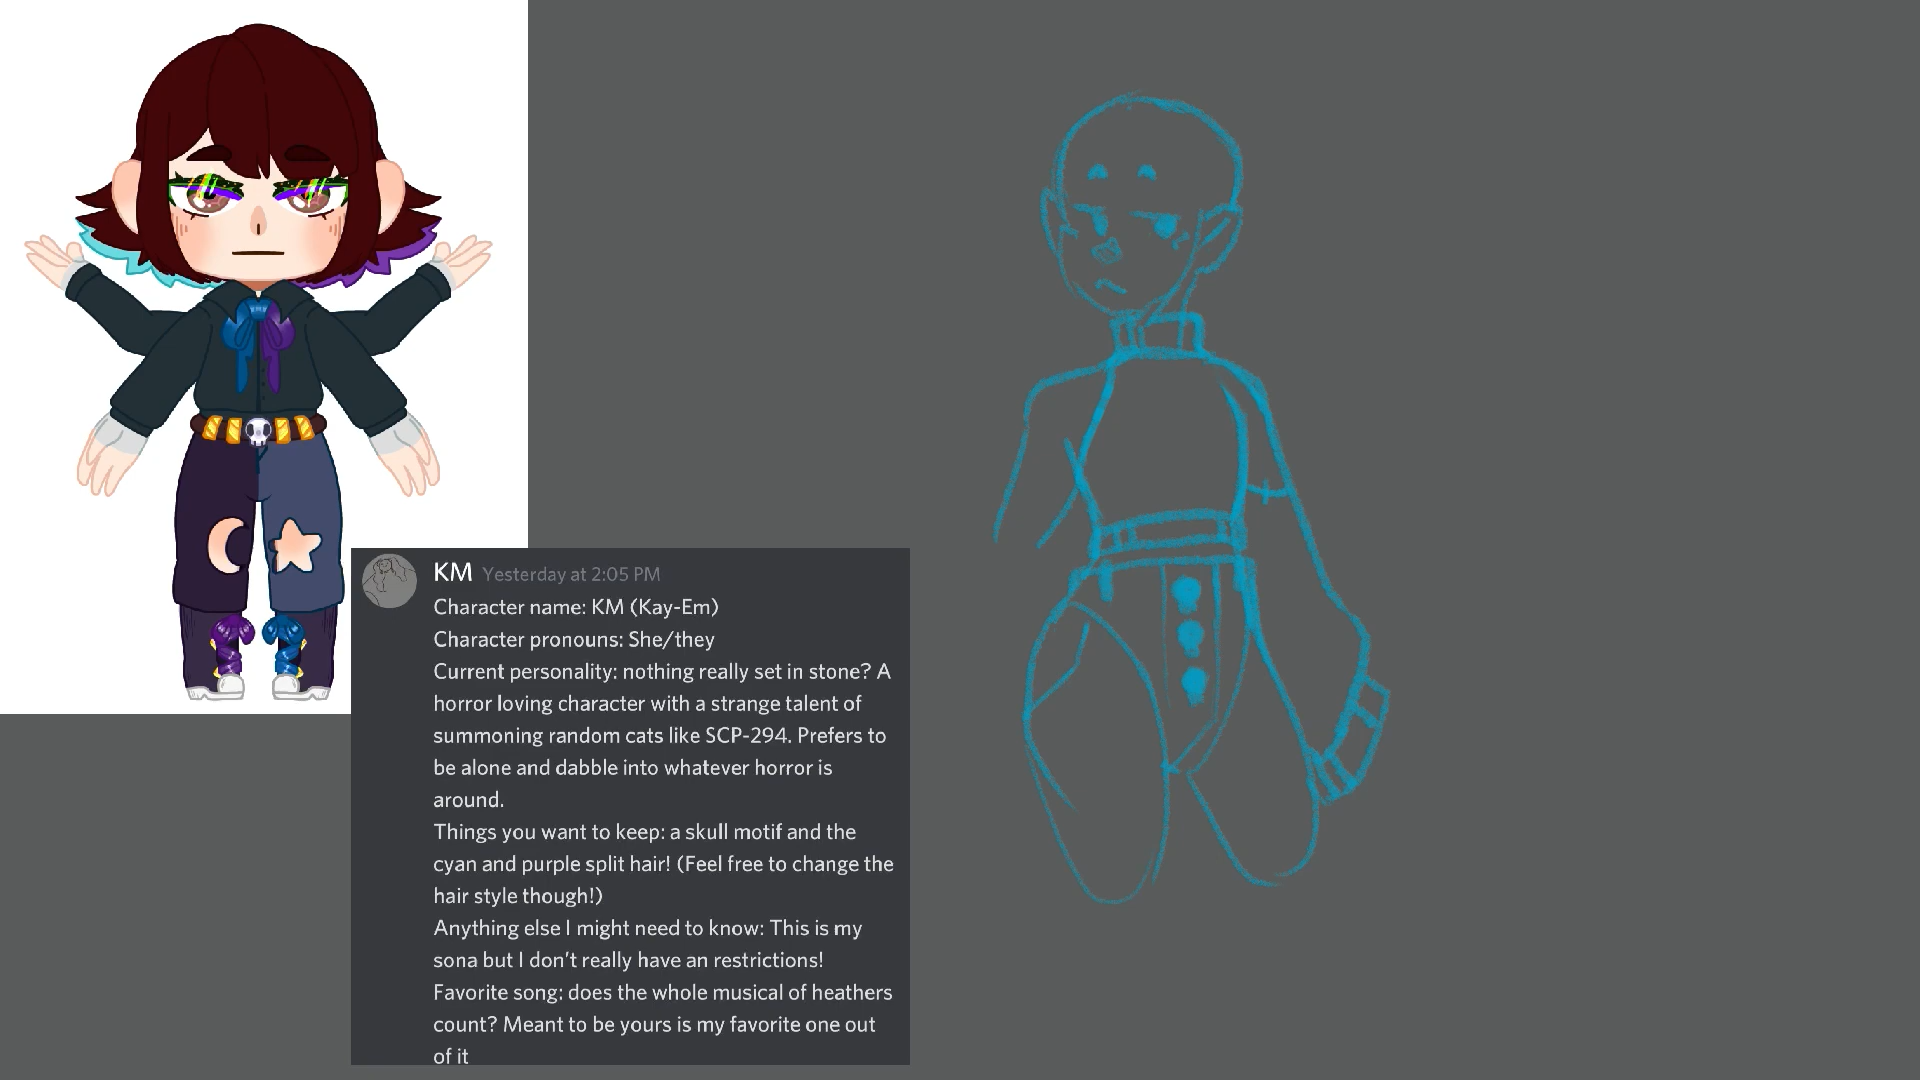 KM Yesterday at 2:05 PM
Character name: KM (Kay-Em)
Character pronouns: She/they
Current personality: nothing really set in stone? A
horror loving character with a strange talent of
summoning random cats like SCP-294. Prefers to
be alone and dabble into whatever horror is
around.
Things you want to keep: a skull motif and the
cyan and purple split hair! (Feel free to change the
hair style though!)
Anything else I might need to know: This is my
sona but I don't really have an restrictions!
Favorite song: does the whole musical of heathers
count? Meant to be yours is my favorite one out
of it